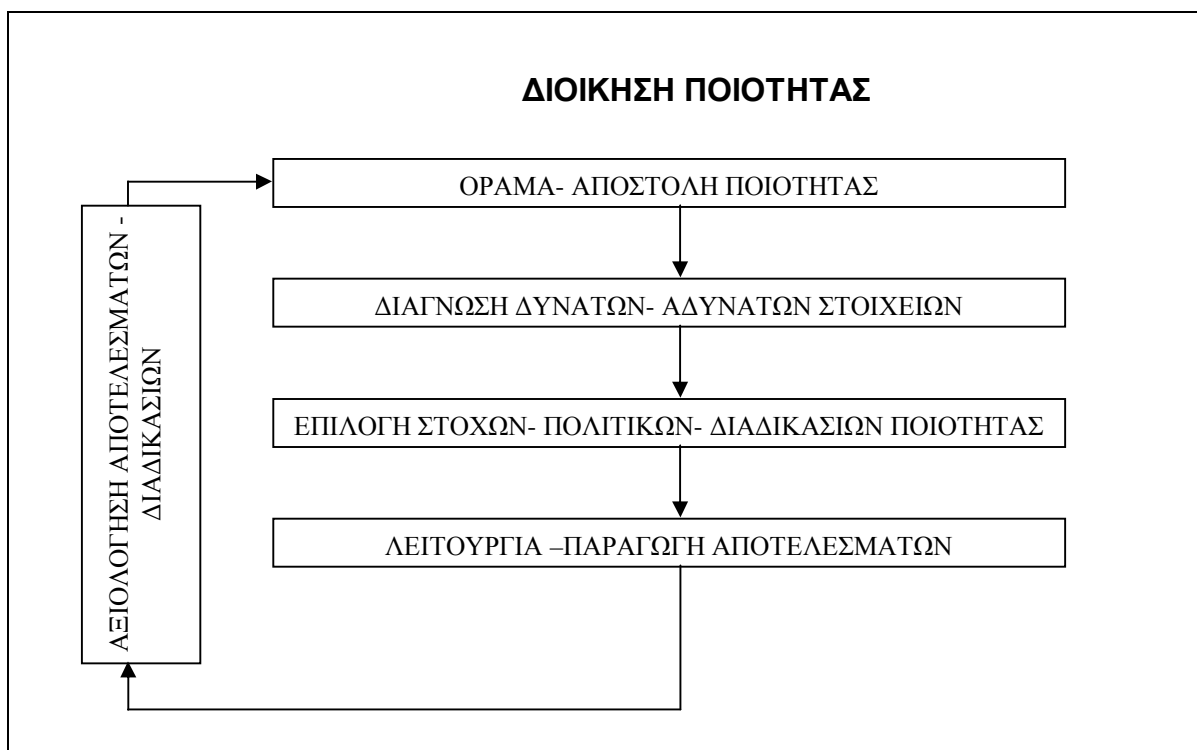 ΔΙΟΙΚΗΣΗ ΠΟΙΟΤΗΤΑΣ
ΟΡΑΜΑ- ΑΠΟΣΤΟΛΗ ΠΟΙΟΤΗΤΑΣ
ΔΙΑΓΝΩΣΗ ΔΥΝΑΤΩΝ- ΑΔΥΝΑΤΩΝ ΣΤΟΙΧΕΙΩΝ
ΕΠΙΛΟΓΗ ΣΤΟΧΩΝ- ΠΟΛΙΤΙΚΩΝ- ΔΙΑΔΙΚΑΣΙΩΝ ΠΟΙΟΤΗΤΑΣ
ΛΕΙΤΟΥΡΓΙΑ –ΠΑΡΑΓΩΓΗ ΑΠΟΤΕΛΕΣΜΑΤΩΝ
ΑΞΙΟΛΟΓΗΣΗ ΑΠΟΤΕΛΕΣΜΑΤΩΝ -
ΔΙΑΔΙΚΑΣΙΩΝ